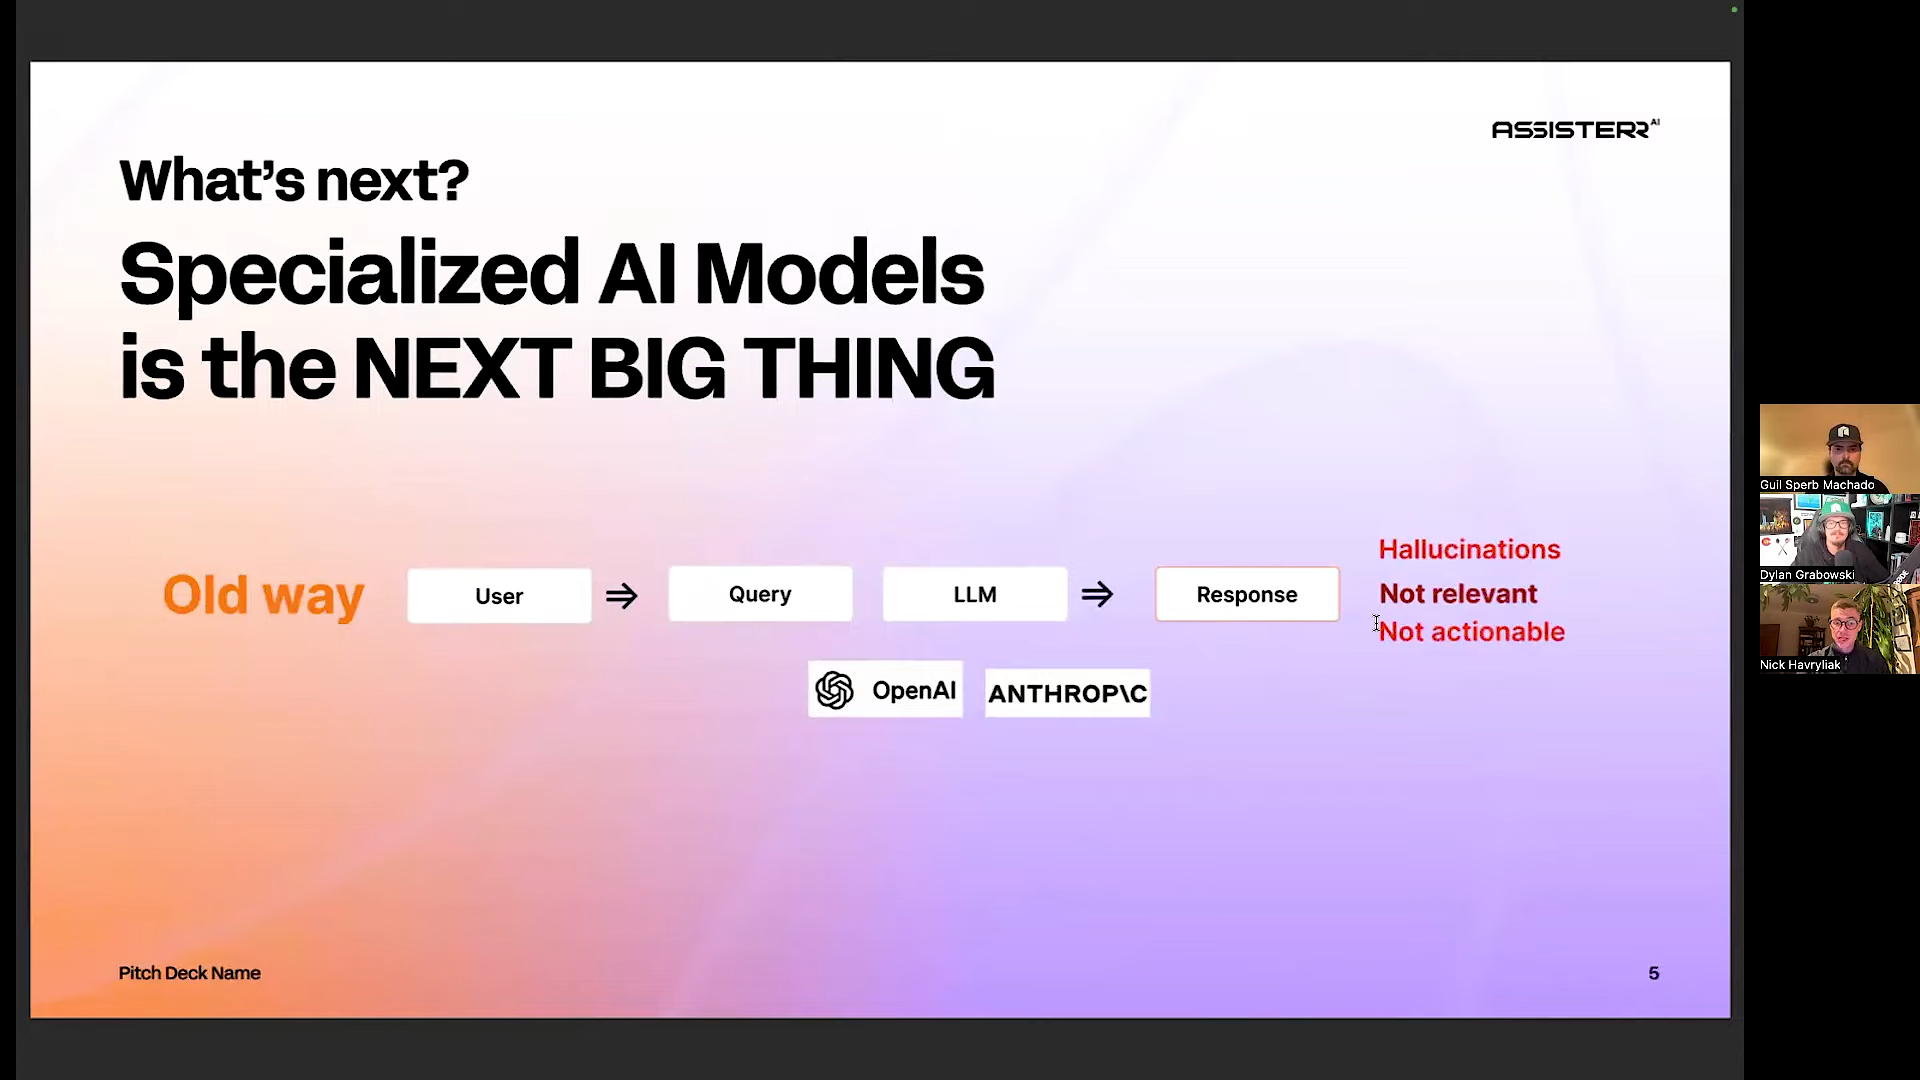 ASSISTERR AI
What's next?
Specialized AI Models
is the NEXT BIG THING
Old way
User
Query
LLM
Response
Hallucinations
Not relevant
Not actionable
OpenAI
ANTHROP\C
Pitch Deck Name
5
Guil Sperb Machado
Dylan Grabowski
Nick Havryliak